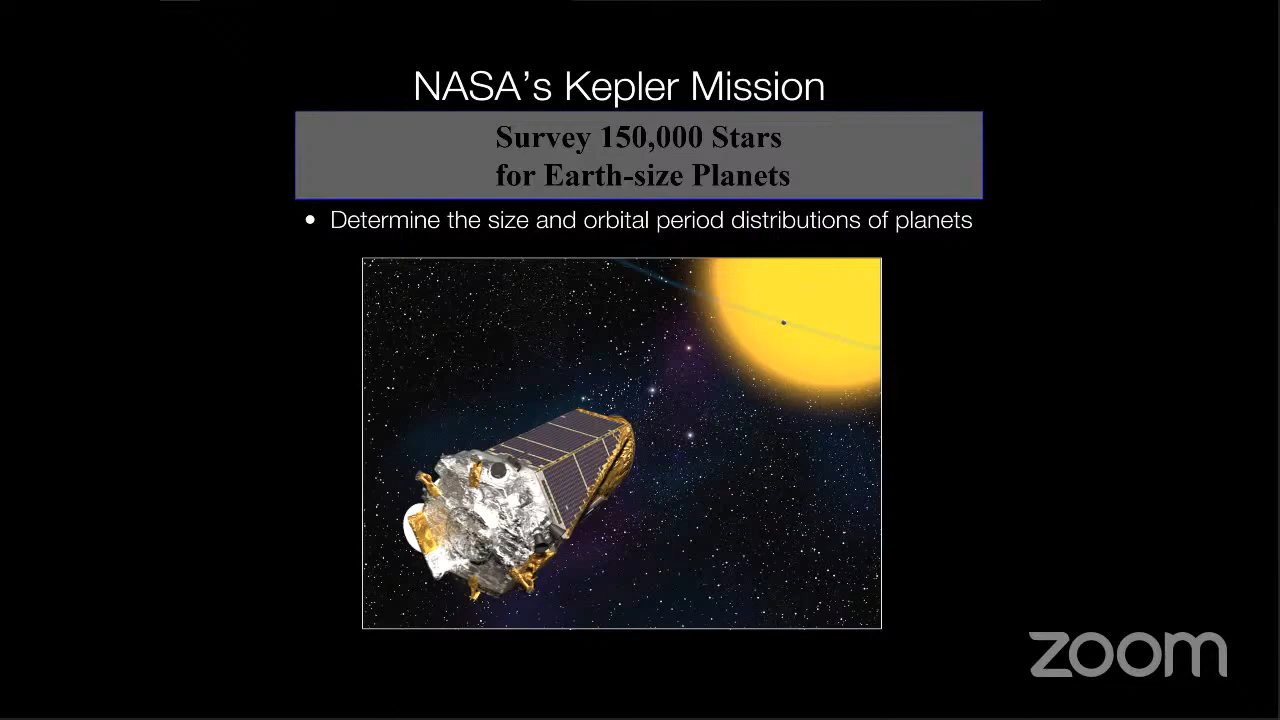 NASA's Kepler Mission
Survey 150,000 Stars
for Earth-size Planets
• Determine the size and orbital period distributions of planets
zoom